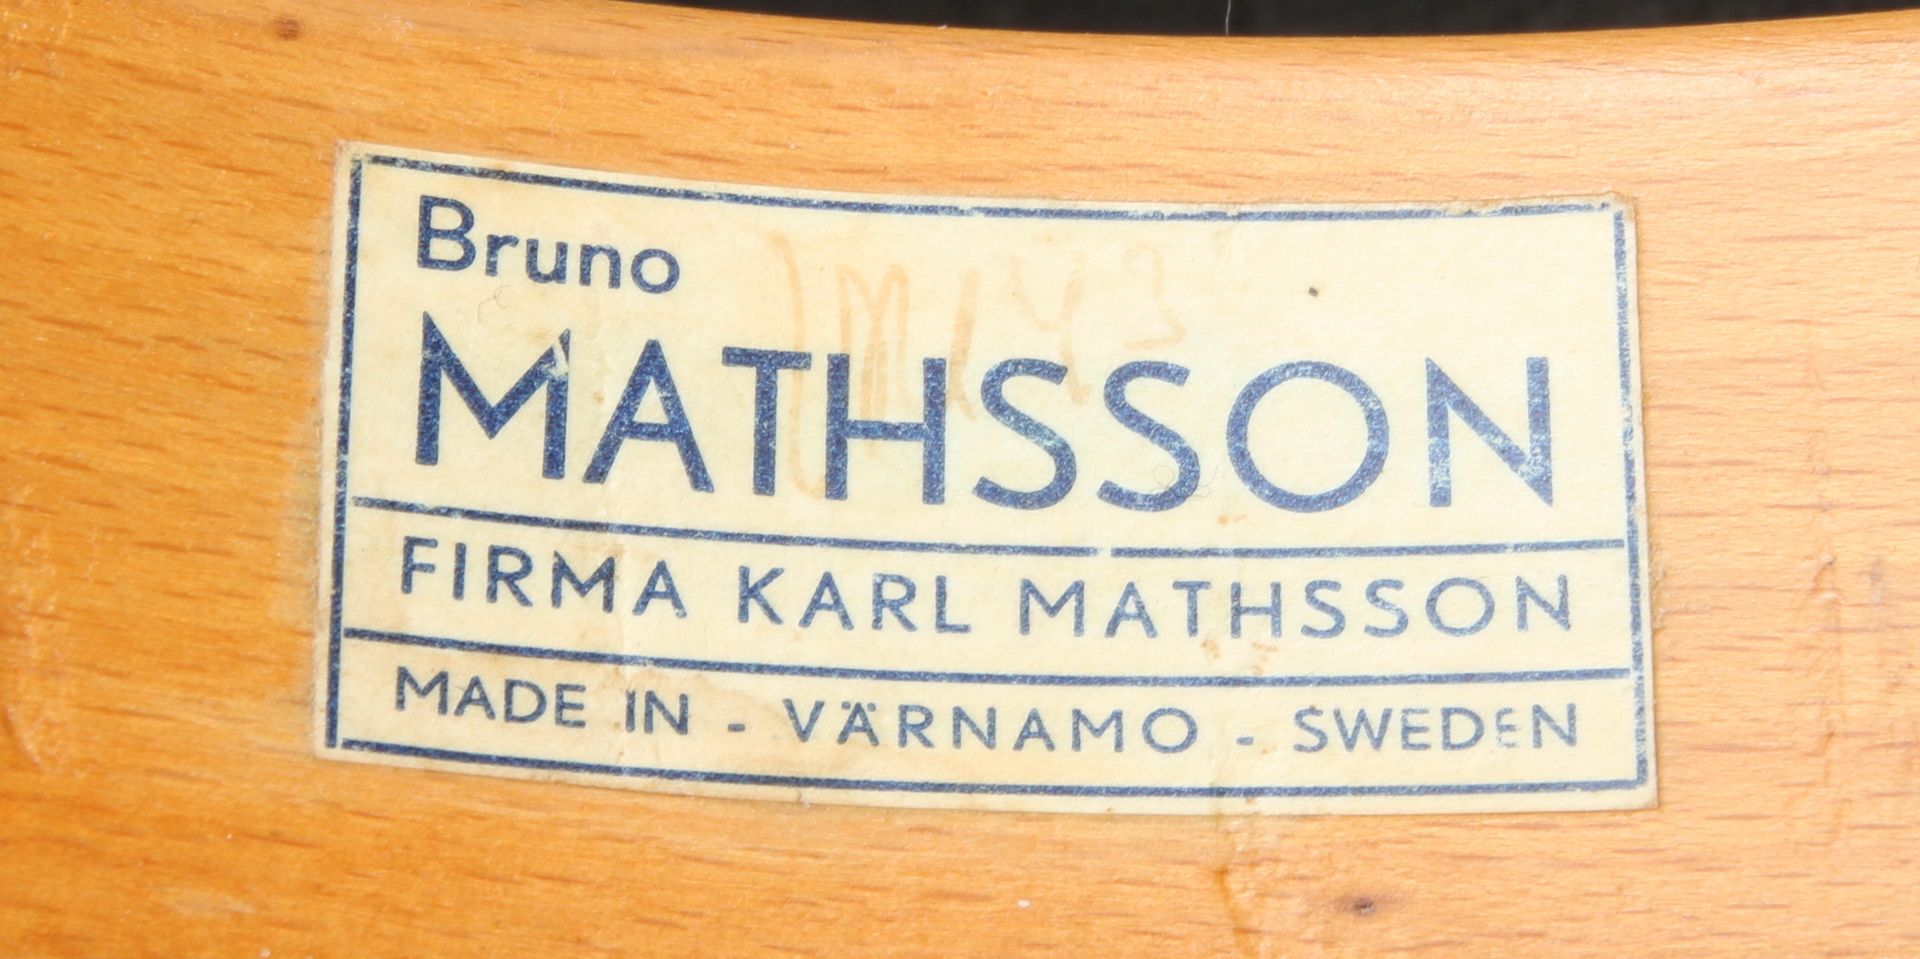 Bruno
MATHSSON
FIRMA KARL MATHSSON
MADE IN - VÄRNAMO - SWEDEN